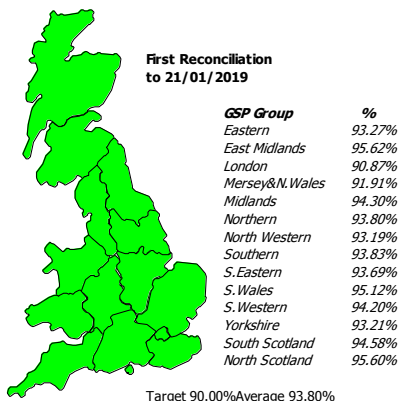 First Reconciliation
to 21/01/2019
GSP Group %
Eastern 93.27%
East Midlands 95.62%
London 90.87%
Mersey&N.Wales 91.91%
Midlands 94.30%
Northern 93.80%
North Western 93.19%
Southern 93.83%
S.Eastern 93.69%
S.Wales 95.12%
S.Western 94.20%
Yorkshire 93.21%
South Scotland 94.58%
North Scotland 95.60%
Target 90.00%Average 93.80%